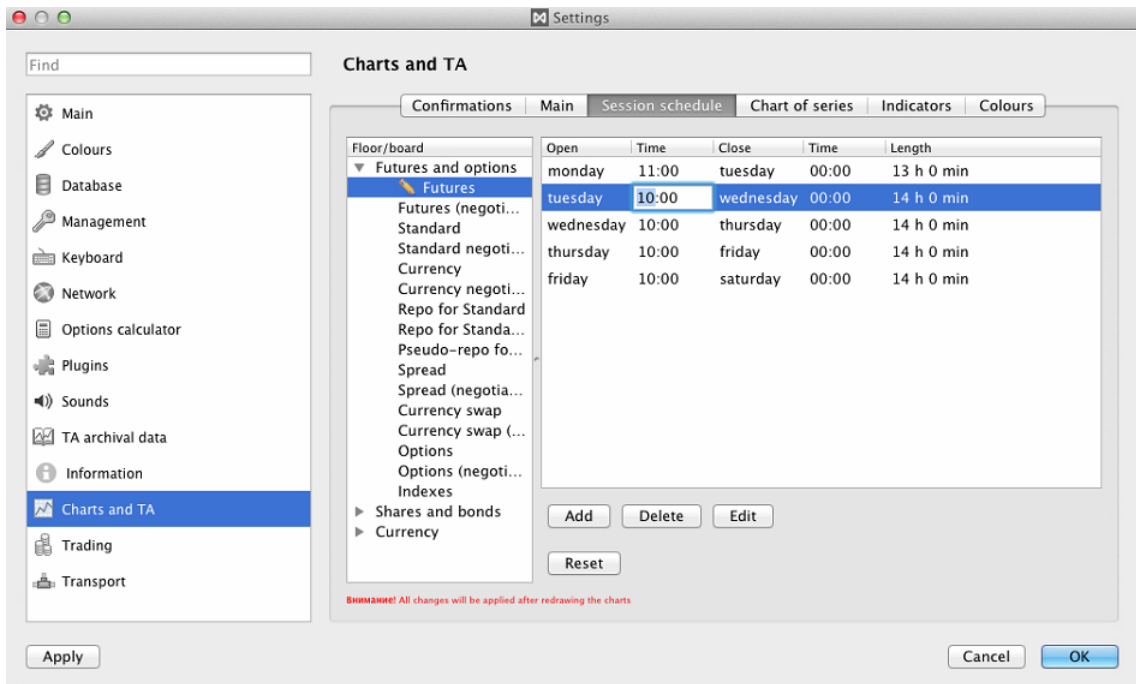 Settings
Find
Main
Colours
Database
Management
Keyboard
Network
Options calculator
Plugins
Sounds
TA archival data
Information
Charts and TA
Trading
Transport
Charts and TA
Confirmations Main Session schedule Chart of series Indicators Colours
Floor/board
Futures and options
Futures
Futures (negoti...
Standard
Standard negoti...
Currency
Currency negoti...
Repo for Standard
Repo for Standa...
Pseudo-repo fo...
Spread
Spread (negotia...
Currency swap
Currency swap (...
Options
Options (negoti...
Indexes
Shares and bonds
Currency
Open Time Close Time Length
monday 11:00 tuesday 00:00 13 h 0 min
tuesday 10:00 wednesday 00:00 14 h 0 min
wednesday 10:00 thursday 00:00 14 h 0 min
thursday 10:00 friday 00:00 14 h 0 min
friday 10:00 saturday 00:00 14 h 0 min
Add Delete Edit
Reset
Внимание! All changes will be applied after redrawing the charts
Apply Cancel OK